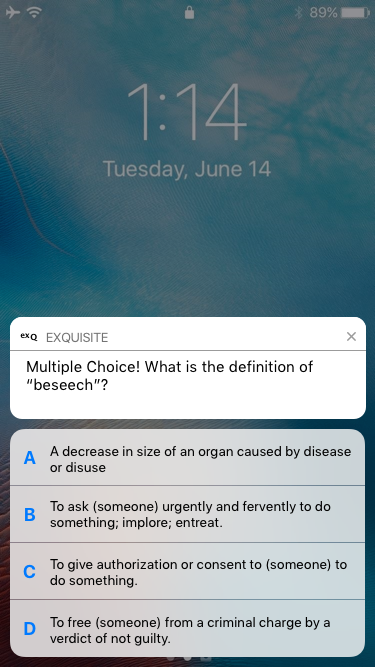 89%
1:14
Tuesday, June 14
exQ EXQUISITE
Multiple Choice! What is the definition of
“beseech”?
A A decrease in size of an organ caused by disease
or disuse
B To ask (someone) urgently and fervently to do
something; implore; entreat.
C To give authorization or consent to (someone) to
do something.
D To free (someone) from a criminal charge by a
verdict of not guilty.